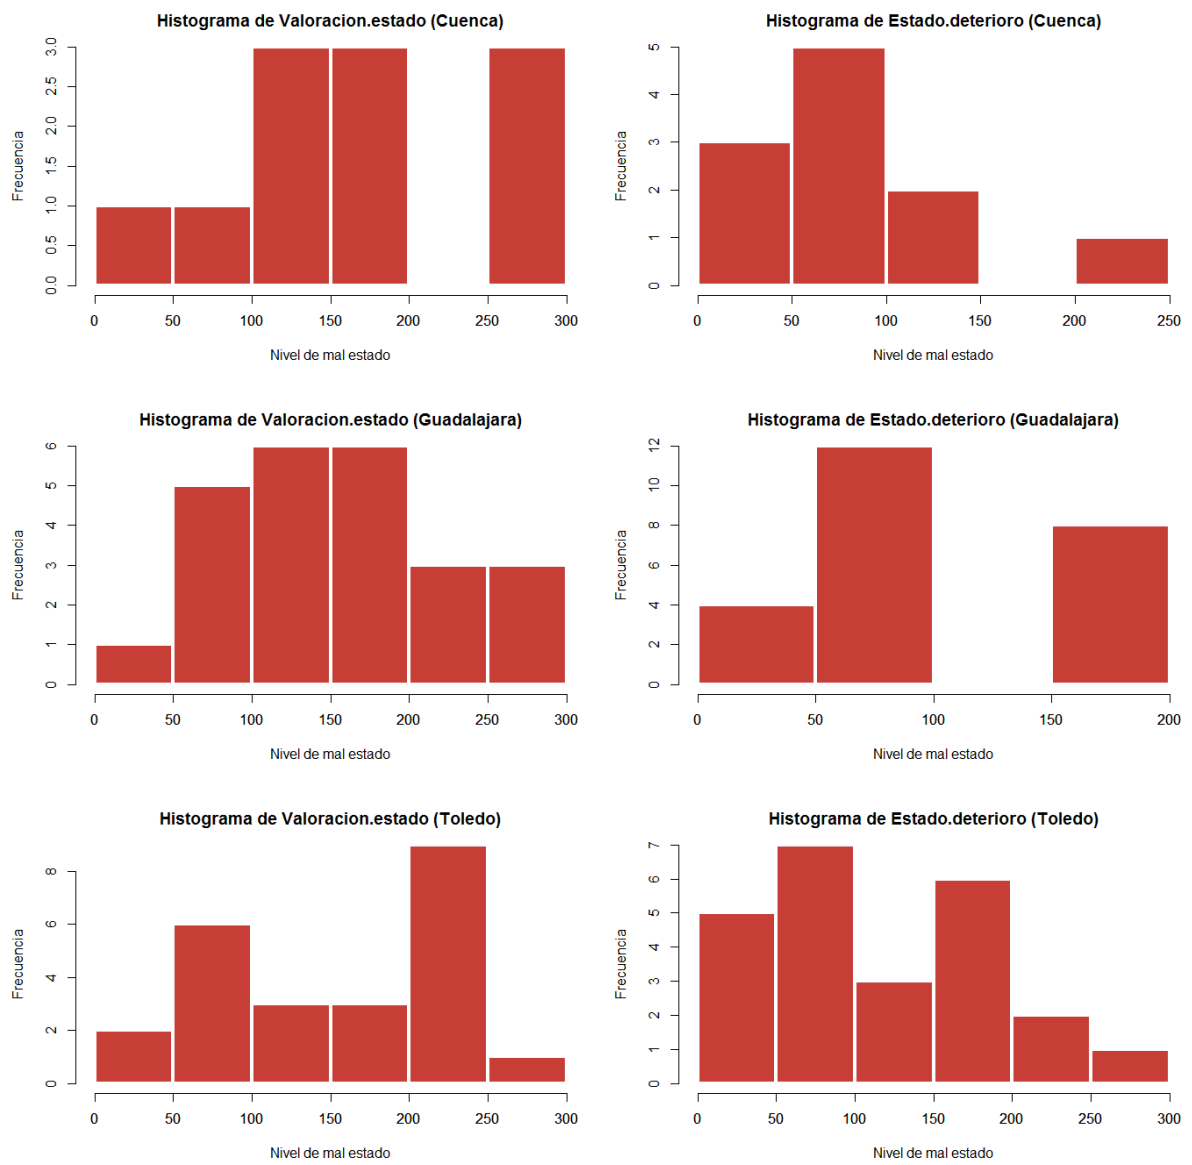 Histograma de Valoracion.estado (Cuenca)
Frecuencia
0.0 0.5 1.0 1.5 2.0 2.5 3.0
0 50 100 150 200 250 300
Nivel de mal estado
Histograma de Estado.deterioro (Cuenca)
Frecuencia
0 1 2 3 4 5
0 50 100 150 200 250
Nivel de mal estado
Histograma de Valoracion.estado (Guadalajara)
Frecuencia
0 1 2 3 4 5 6
0 50 100 150 200 250 300
Nivel de mal estado
Histograma de Estado.deterioro (Guadalajara)
Frecuencia
0 2 4 6 8 10 12
0 50 100 150 200
Nivel de mal estado
Histograma de Valoracion.estado (Toledo)
Frecuencia
0 2 4 6 8
0 50 100 150 200 250 300
Nivel de mal estado
Histograma de Estado.deterioro (Toledo)
Frecuencia
0 1 2 3 4 5 6 7
0 50 100 150 200 250 300
Nivel de mal estado